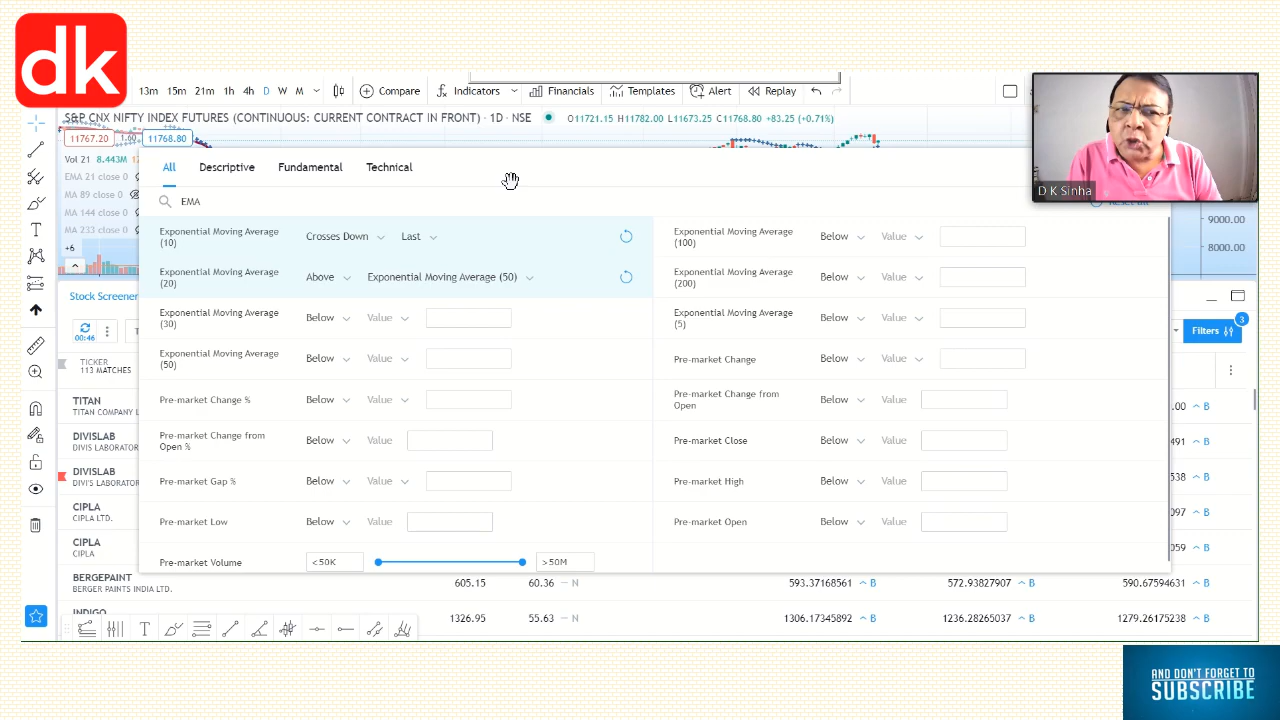 dk
13m 15m 21m 1h 4h D W M Compare Indicators Financials Templates Alert Replay
S&P CNX NIFTY INDEX FUTURES (CONTINUOUS: CURRENT CONTRACT IN FRONT) · 1D · NSE O11721.15 H11782.00 L11673.25 C11768.80 +83.25 (+0.71%)
11767.20 1.60 11768.80
Vol 21 8.443M
EMA 21 close 0
MA 89 close 0
MA 144 close 0
MA 233 close 0
+6
D K Sinha
9000.00
8000.00
All Descriptive Fundamental Technical
EMA
Exponential Moving Average (10) Crosses Down Last
Exponential Moving Average (100) Below Value
Exponential Moving Average (20) Above Exponential Moving Average (50)
Exponential Moving Average (200) Below Value
Exponential Moving Average (30) Below Value
Exponential Moving Average (5) Below Value
Exponential Moving Average (50) Below Value
Pre-market Change Below Value
Pre-market Change % Below Value
Pre-market Change from Open Below Value
Pre-market Change from Open % Below Value
Pre-market Close Below Value
Pre-market Gap % Below Value
Pre-market High Below Value
Pre-market Low Below Value
Pre-market Open Below Value
Pre-market Volume <50K >50M
Stock Screener
00:46
Filters 3
TICKER
113 MATCHES
TITAN
TITAN COMPANY L
.00 B
DIVISLAB
DIVIS LABORATOR
491 B
DIVISLAB
DIVI'S LABORATOR
538 B
CIPLA
CIPLA LTD.
097 B
CIPLA
CIPLA
059 B
BERGEPAINT
BERGER PAINTS INDIA LTD.
605.15 60.36 N 593.37168561 B 572.93827907 B 590.67594631 B
INDIGO
1326.95 55.63 N 1306.17345892 B 1236.28265037 B 1279.26175238 B
AND DON'T FORGET TO
SUBSCRIBE